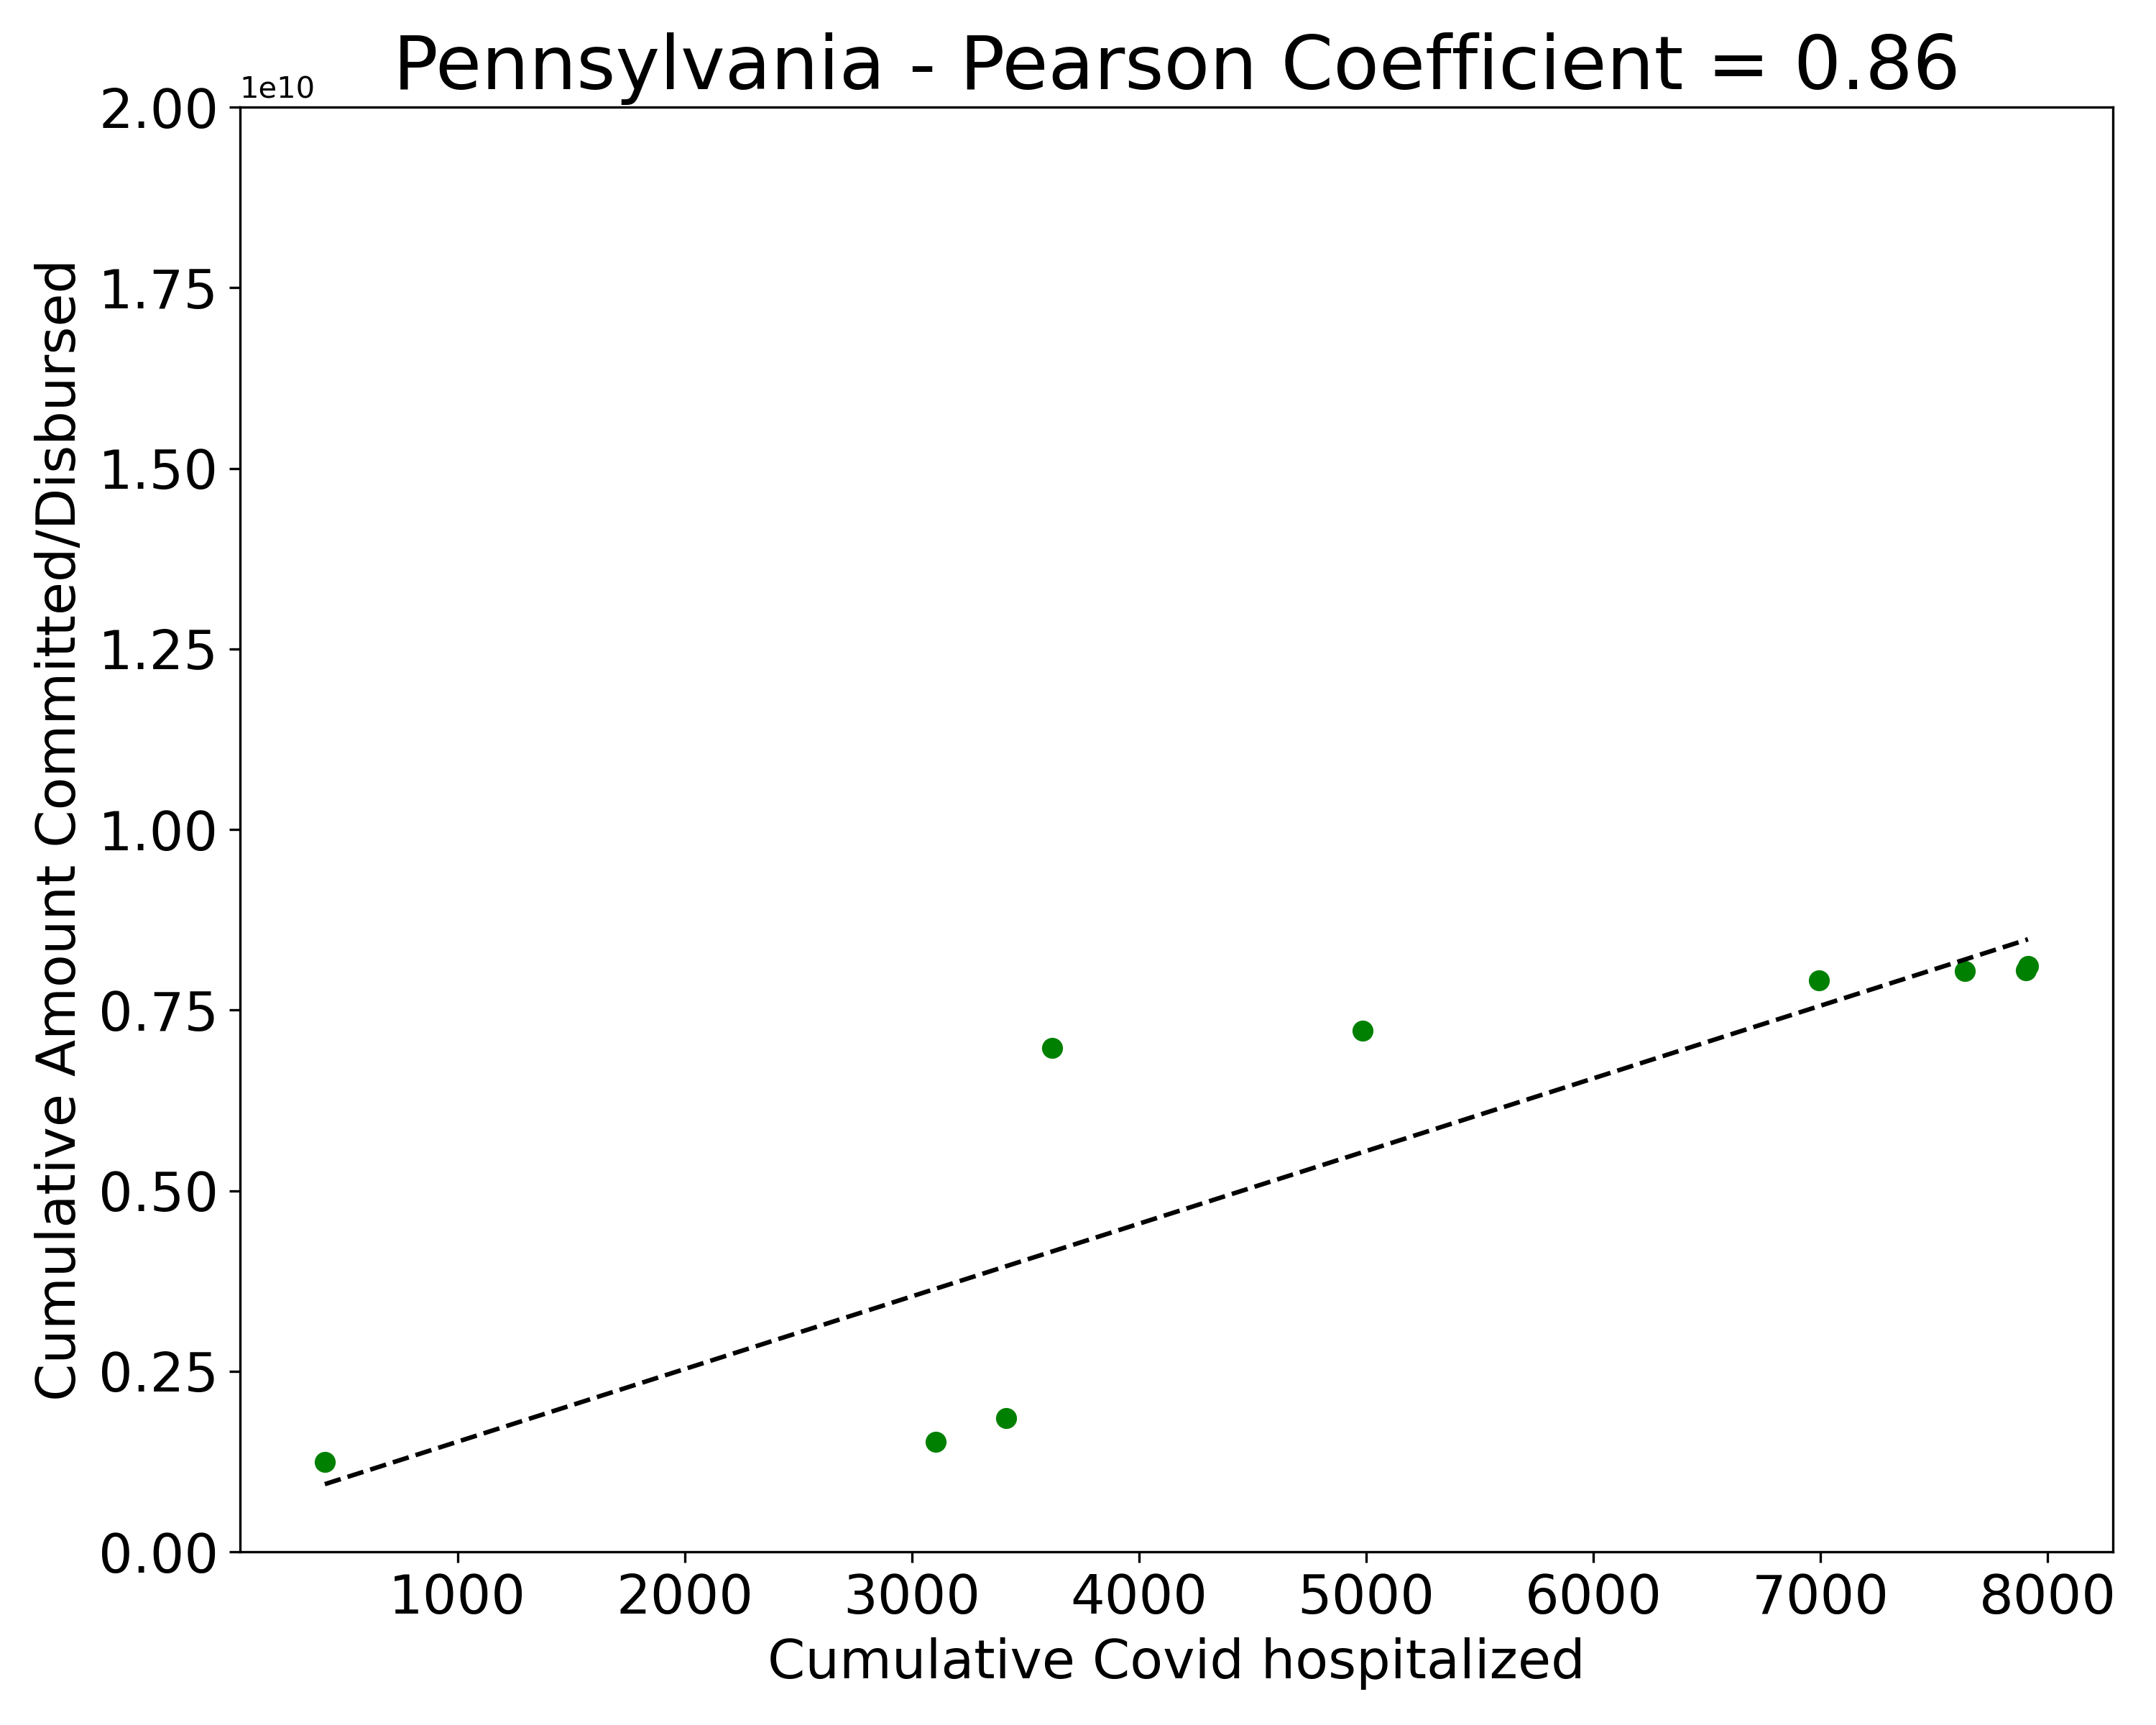 Pennsylvania - Pearson Coefficient = 0.86
1e10
2.00
1.75
1.50
1.25
1.00
0.75
0.50
0.25
0.00
Cumulative Amount Committed/Disbursed
1000 2000 3000 4000 5000 6000 7000 8000
Cumulative Covid hospitalized